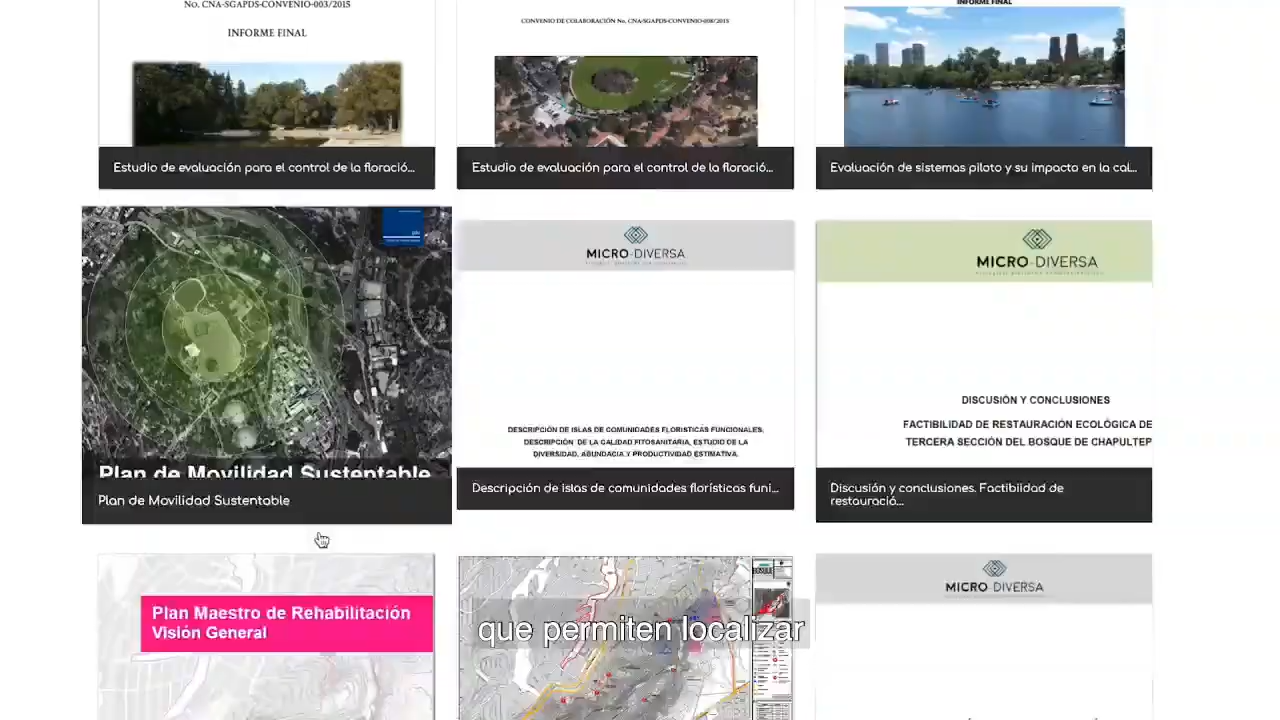 No. CNA-SGAPDS-CONVENIO-003/2015
INFORME FINAL
CONVENIO DE COLABORACIÓN No. CNA-SGAPDS-CONVENIO-008/2015
INFORME FINAL
Estudio de evaluación para el control de la floració...
Estudio de evaluación para el control de la floració...
Evaluación de sistemas piloto y su impacto en la cal...
Plan de Movilidad Sustentable
Plan de Movilidad Sustentable
MICRO-DIVERSA
DESCRIPCIÓN DE ISLAS DE COMUNIDADES FLORISTICAS FUNCIONALES,
DESCRIPCIÓN DE LA CALIDAD FITOSANITARIA, ESTUDIO DE LA
DIVERSIDAD, ABUNDACIA Y PRODUCTIVIDAD ESTIMATIVA.
Descripción de islas de comunidades florísticas funi...
MICRO-DIVERSA
DISCUSIÓN Y CONCLUSIONES
FACTIBILIDAD DE RESTAURACIÓN ECOLÓGICA DE
TERCERA SECCIÓN DEL BOSQUE DE CHAPULTEP
Discusión y conclusiones. Factibiidad de
restauració...
Plan Maestro de Rehabilitación
Visión General
que permiten localizar
MICRO-DIVERSA